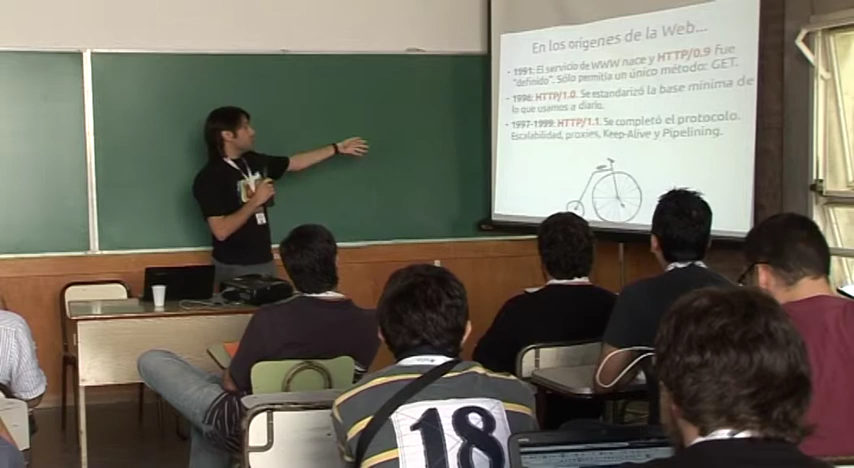 En los orígenes de la Web...
• 1991: El servicio de WWW nace y HTTP/0.9 fue
"definido". Sólo permitía un único método: GET.
• 1996: HTTP/1.0. Se estandarizó la base mínima de
lo que usamos a diario.
• 1997-1999: HTTP/1.1. Se completó el protocolo.
Escalabilidad, proxies, Keep-Alive y Pipelining.
18